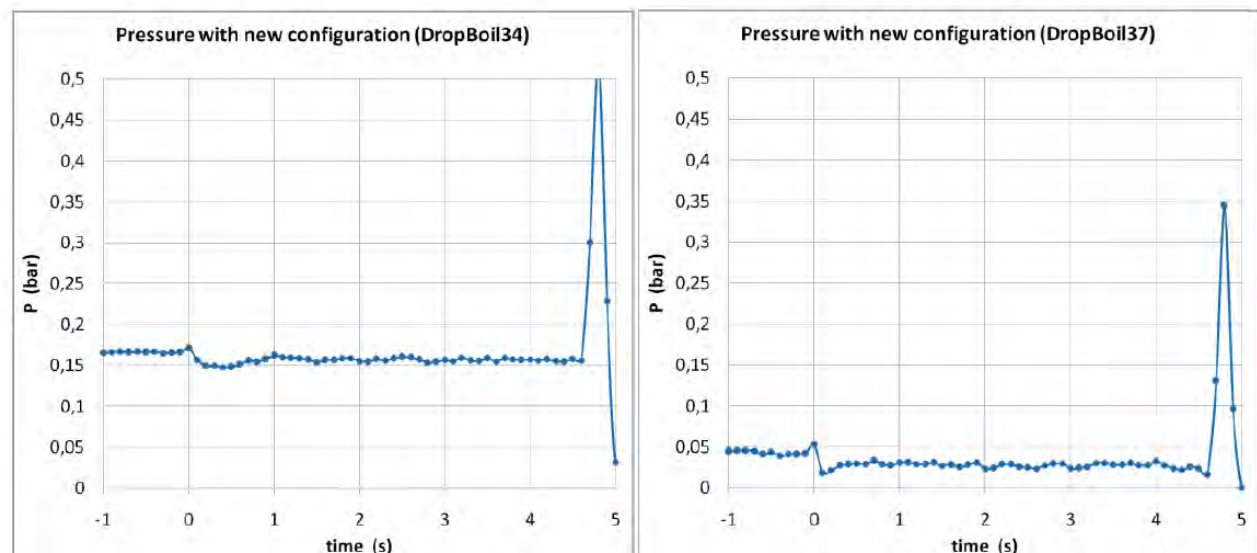 Pressure with new configuration (DropBoil34)
0,5
0,45
0,4
0,35
0,3
0,25
0,2
0,15
0,1
0,05
0
P (bar)
-1 0 1 2 3 4 5
time (s)
Pressure with new configuration (DropBoil37)
0,5
0,45
0,4
0,35
0,3
0,25
0,2
0,15
0,1
0,05
0
P (bar)
-1 0 1 2 3 4 5
time (s)